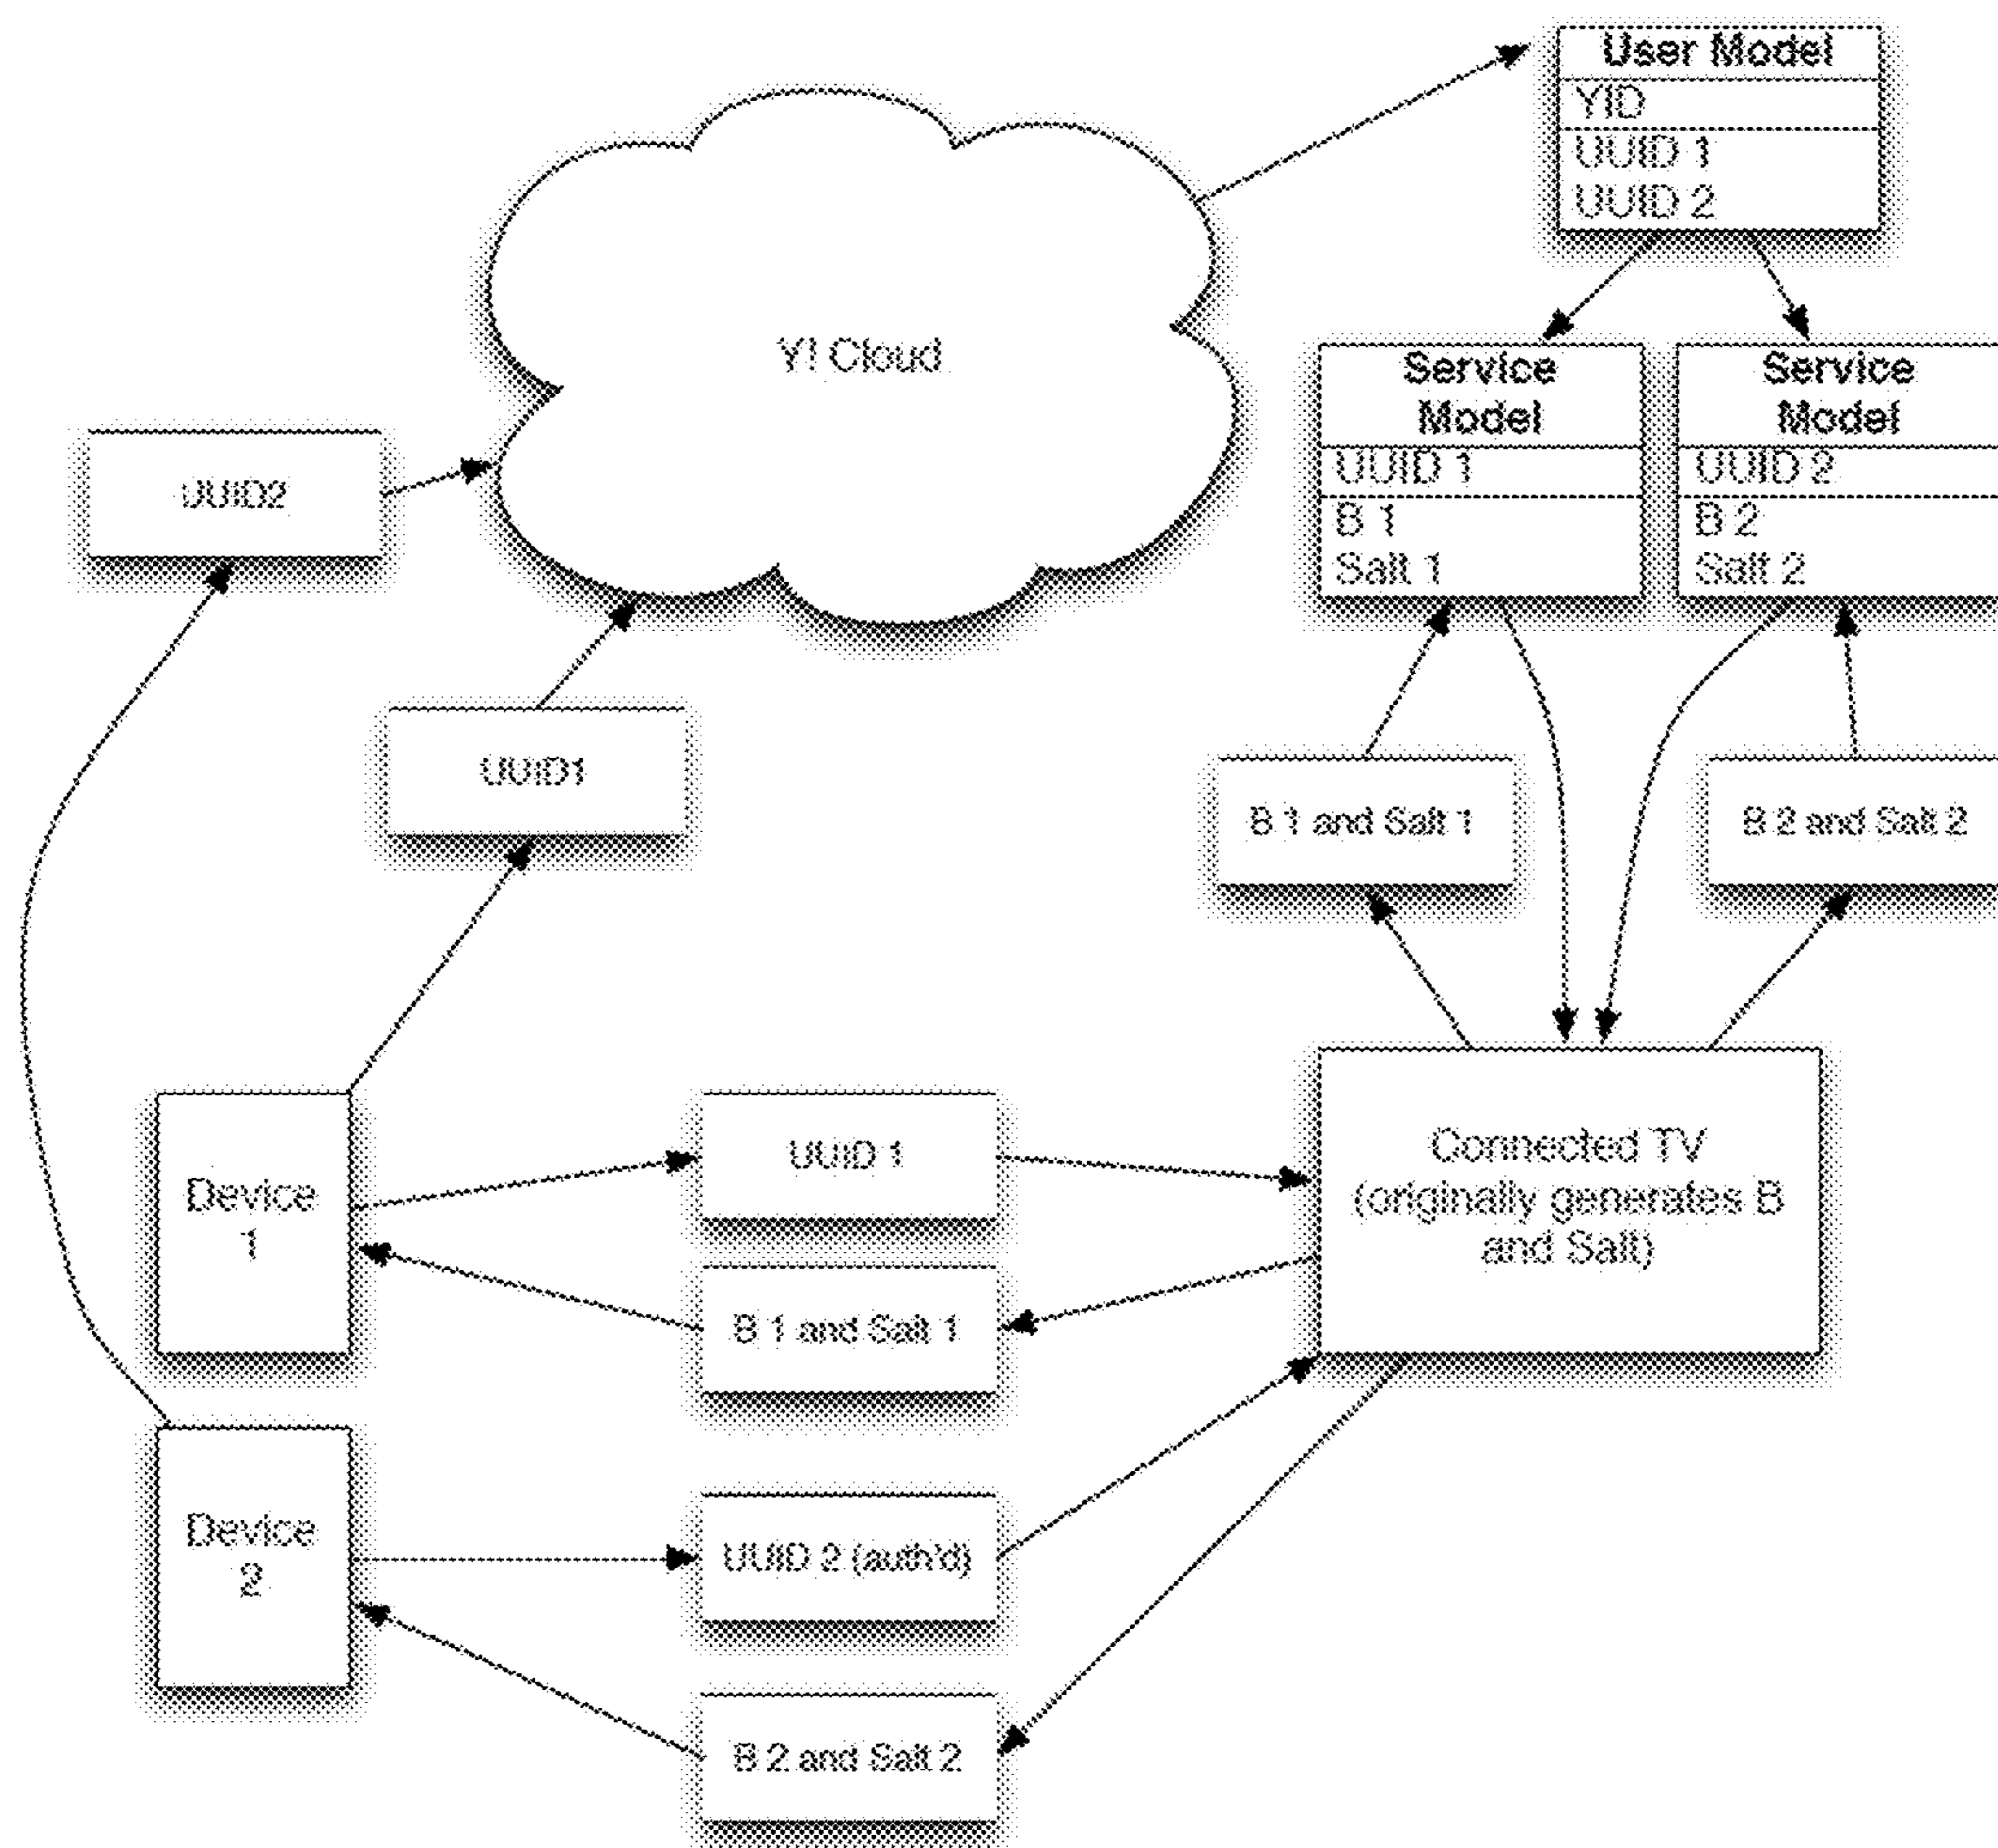 User Model
YID
UUID 1
UUID 2
Y! Cloud
Service
Model
UUID 1
B 1
Salt 1
Service
Model
UUID 2
B 2
Salt 2
UUID2
UUID1
B 1 and Salt 1
B 2 and Salt 2
Device
1
UUID 1
B 1 and Salt 1
Connected TV
(originally generates B
and Salt)
Device
2
UUID 2 (auth'd)
B 2 and Salt 2